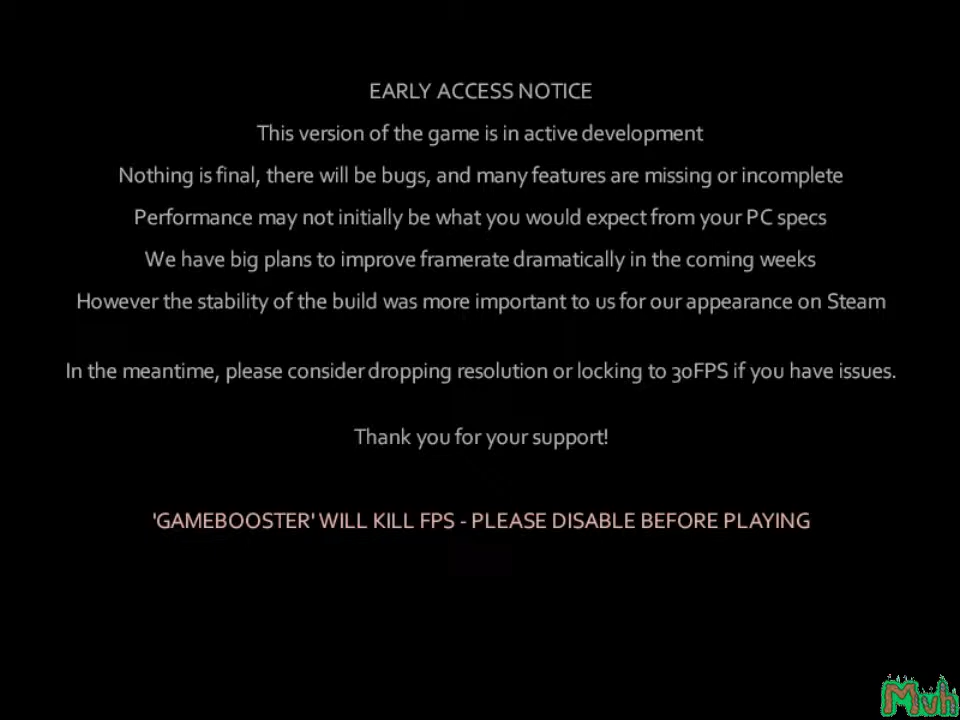 EARLY ACCESS NOTICE
This version of the game is in active development
Nothing is final, there will be bugs, and many features are missing or incomplete
Performance may not initially be what you would expect from your PC specs
We have big plans to improve framerate dramatically in the coming weeks
However the stability of the build was more important to us for our appearance on Steam
In the meantime, please consider dropping resolution or locking to 30FPS if you have issues.
Thank you for your support!
'GAMEBOOSTER' WILL KILL FPS - PLEASE DISABLE BEFORE PLAYING
Mvh